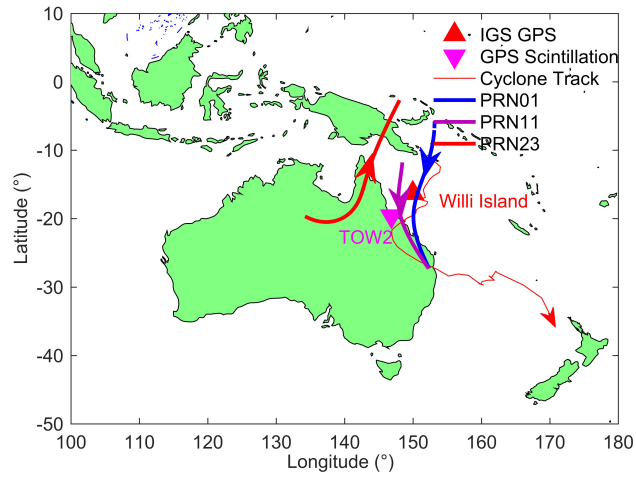 10
0
-10
-20
-30
-40
-50
100
110
120
130
140
150
160
170
180
Latitude (°)
Longitude (°)
IGS GPS
GPS Scintillation
Cyclone Track
PRN01
PRN11
PRN23
Willi Island
TOW2